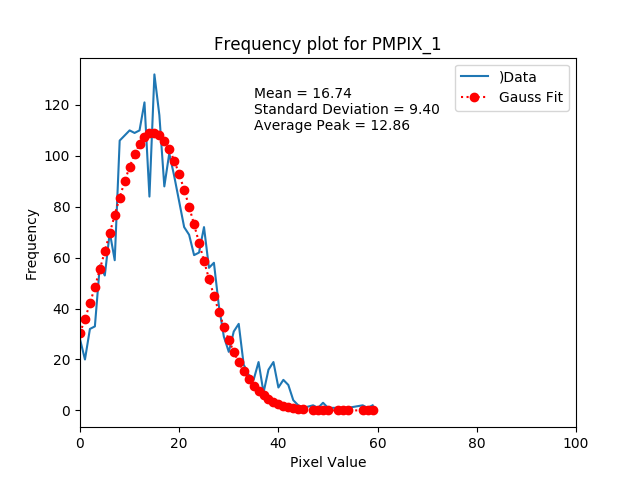 Frequency plot for PMPIX_1
)Data
Gauss Fit
Mean = 16.74
Standard Deviation = 9.40
Average Peak = 12.86
Frequency
120
100
80
60
40
20
0
0 20 40 60 80 100
Pixel Value